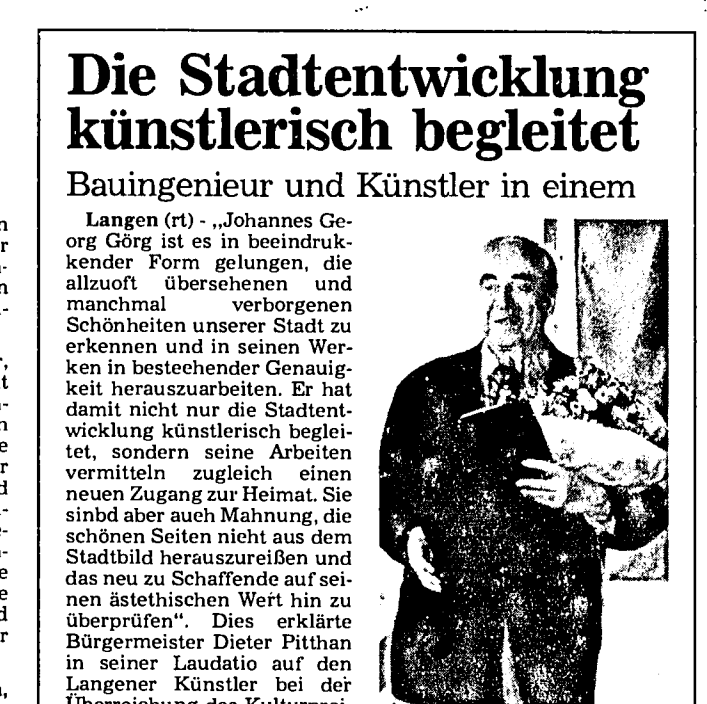 Die Stadtentwicklung
künstlerisch begleitet
Bauingenieur und Künstler in einem
Langen (rt) - „Johannes Ge-
org Görg ist es in beeindruk-
kender Form gelungen, die
allzuoft übersehenen und
manchmal verborgenen
Schönheiten unserer Stadt zu
erkennen und in seinen Wer-
ken in bestechender Genauig-
keit herauszuarbeiten. Er hat
damit nicht nur die Stadtent-
wicklung künstlerisch beglei-
tet, sondern seine Arbeiten
vermitteln zugleich einen
neuen Zugang zur Heimat. Sie
sinbd aber auch Mahnung, die
schönen Seiten nicht aus dem
Stadtbild herauszureißen und
das neu zu Schaffende auf sei-
nen ästethischen Wert hin zu
überprüfen“. Dies erklärte
Bürgermeister Dieter Pitthan
in seiner Laudatio auf den
Langener Künstler bei der
Überreichung des Kulturprei-